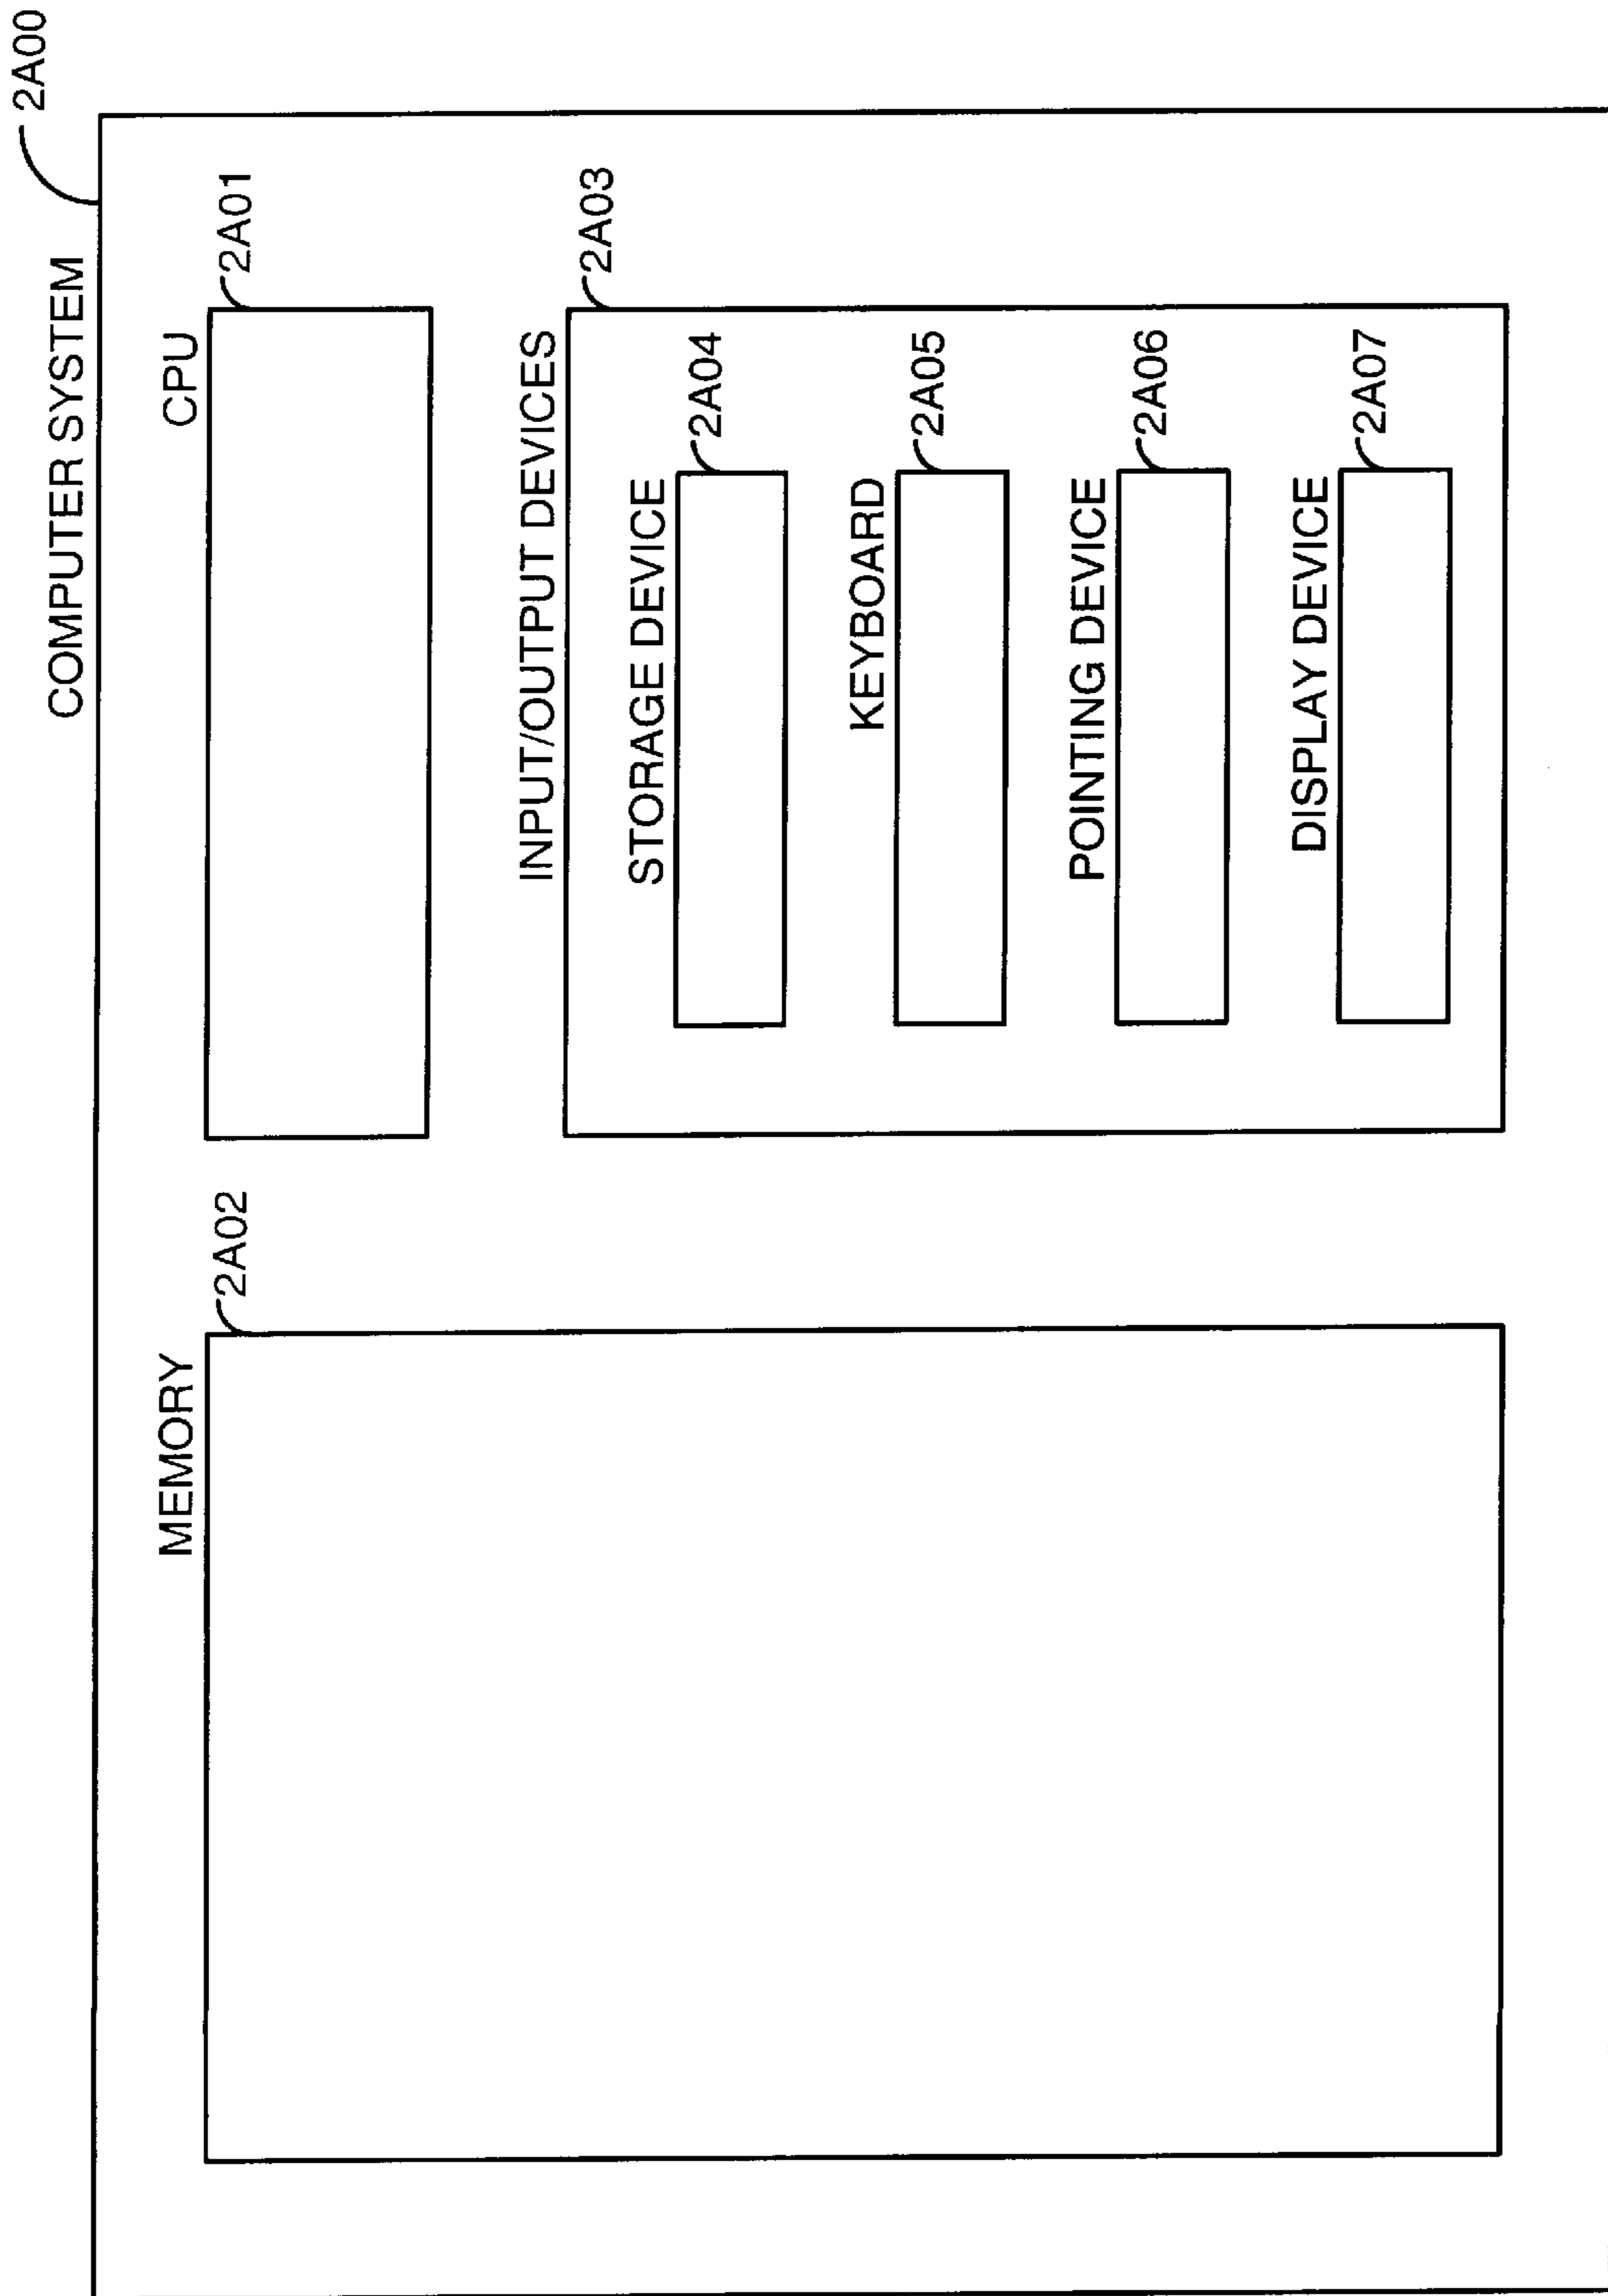 COMPUTER SYSTEM
2A00
MEMORY
2A02
CPU
2A01
INPUT/OUTPUT DEVICES
2A03
STORAGE DEVICE
2A04
KEYBOARD
2A05
POINTING DEVICE
2A06
DISPLAY DEVICE
2A07